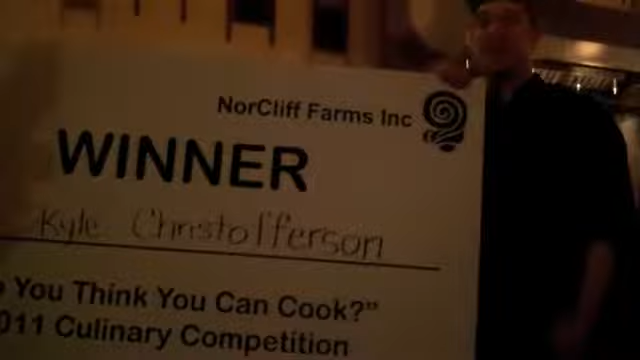 NorCliff Farms Inc
WINNER
Kyle Christofferson
You Think You Can Cook?"
011 Culinary Competition